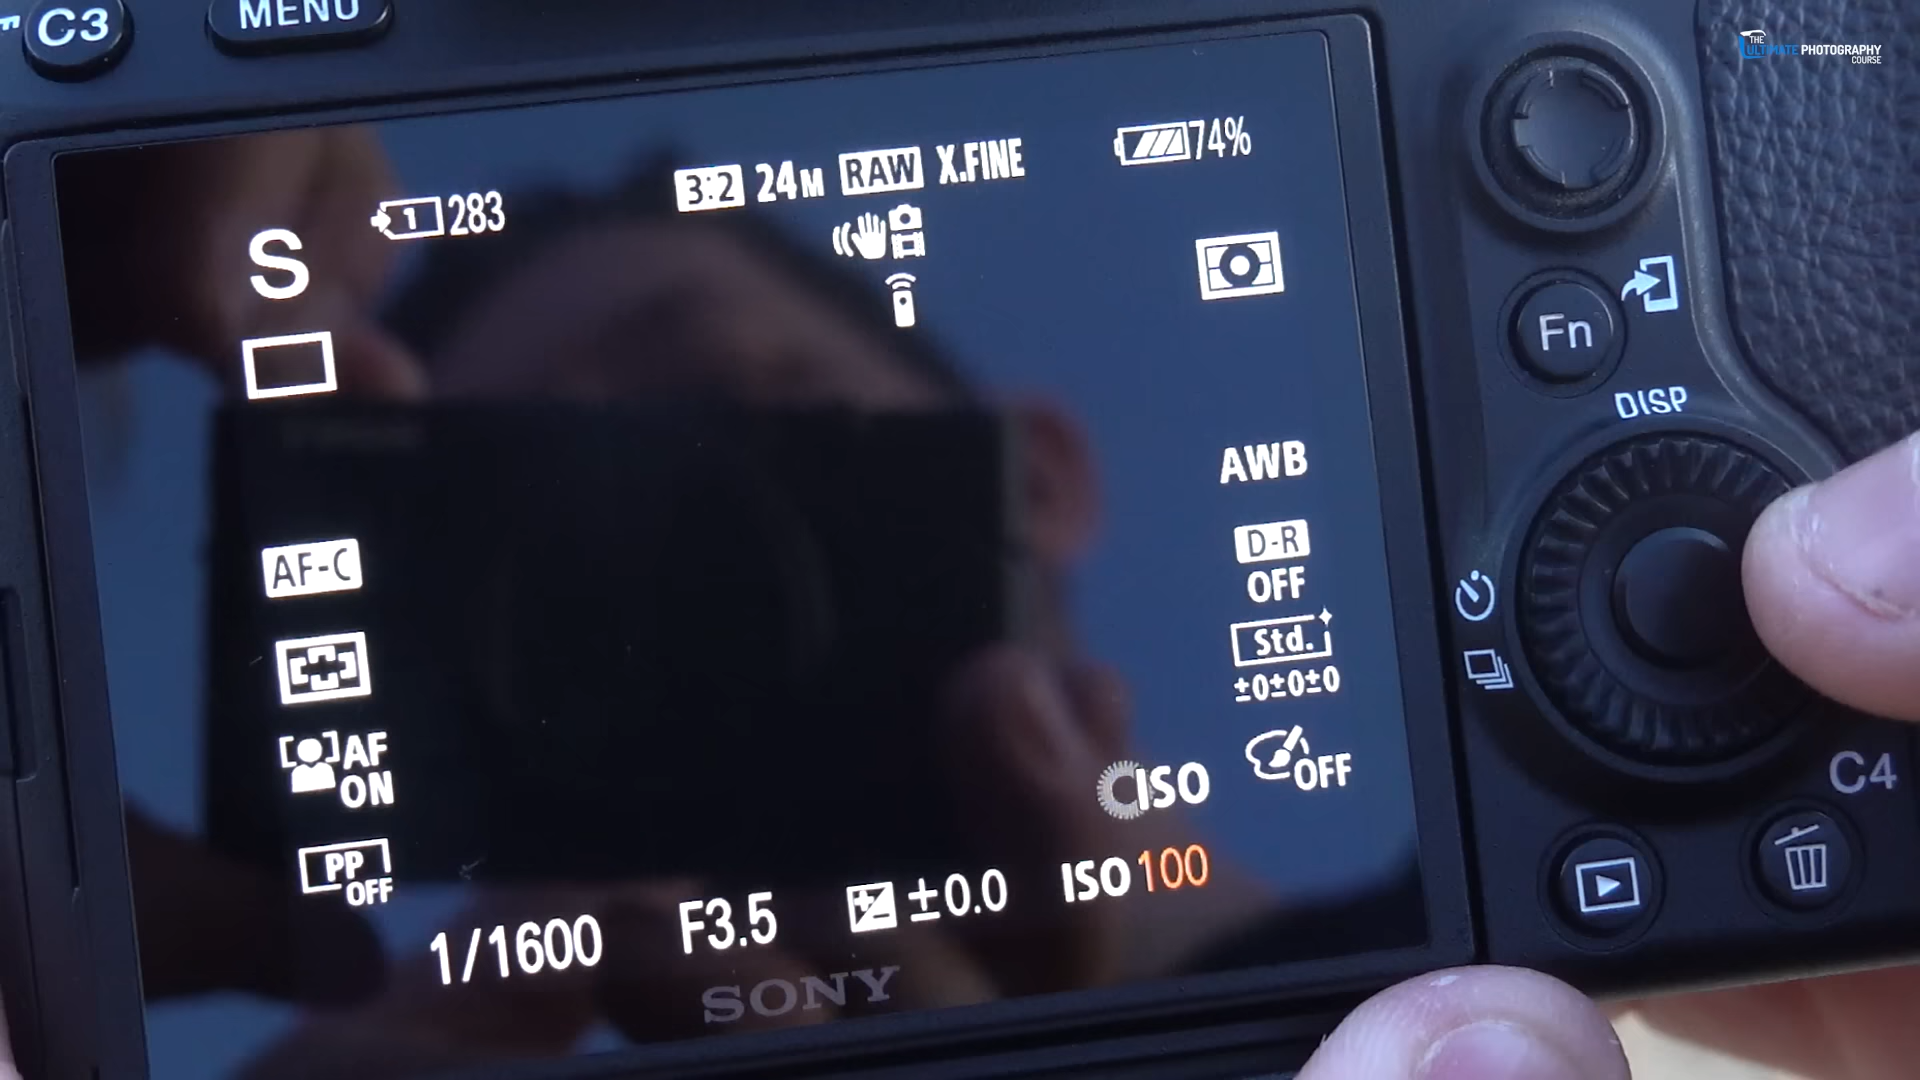 C3
MENU
THE
ULTIMATE PHOTOGRAPHY
COURSE
S
1 283
3:2 24M RAW X.FINE
74%
Fn
DISP
AWB
D-R
OFF
Std.
±0±0±0
OFF
AF-C
AF
ON
PP
OFF
ISO
1/1600 F3.5 ±0.0 ISO 100
SONY
C4